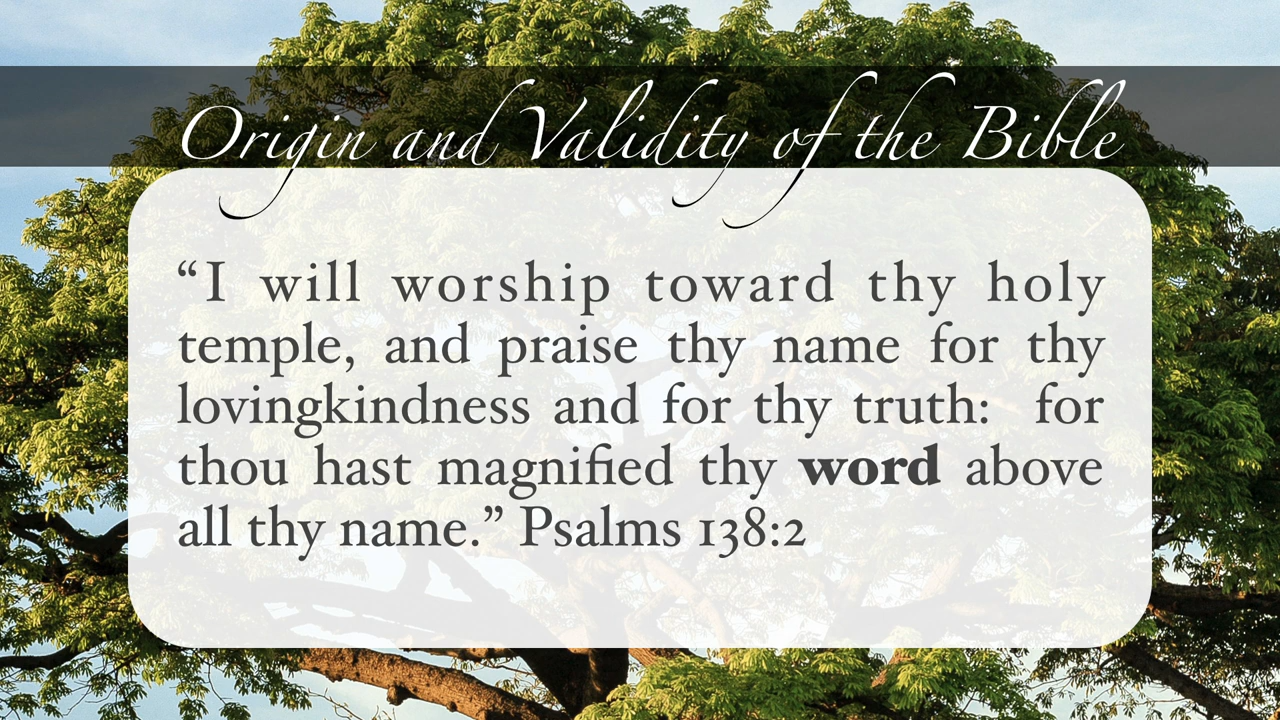 Origin and Validity of the Bible
“I will worship toward thy holy
temple, and praise thy name for thy
lovingkindness and for thy truth: for
thou hast magnified thy word above
all thy name.” Psalms 138:2